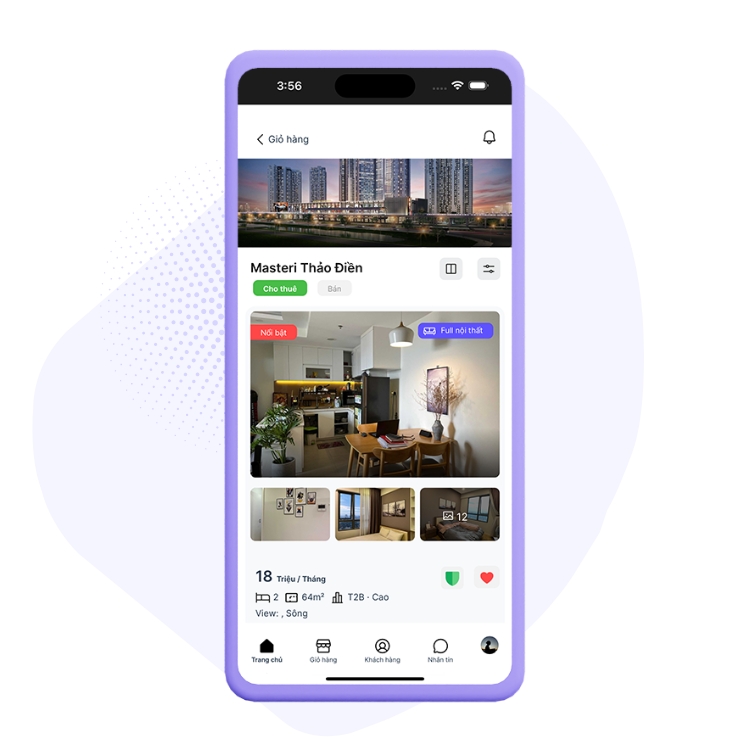 3:56
Giỏ hàng
Masteri Thảo Điền
Cho thuê
Bán
Nổi bật
Full nội thất
12
18 Triệu / Tháng
2 64m² T2B · Cao
View: , Sông
Trang chủ Giỏ hàng Khách hàng Nhắn tin